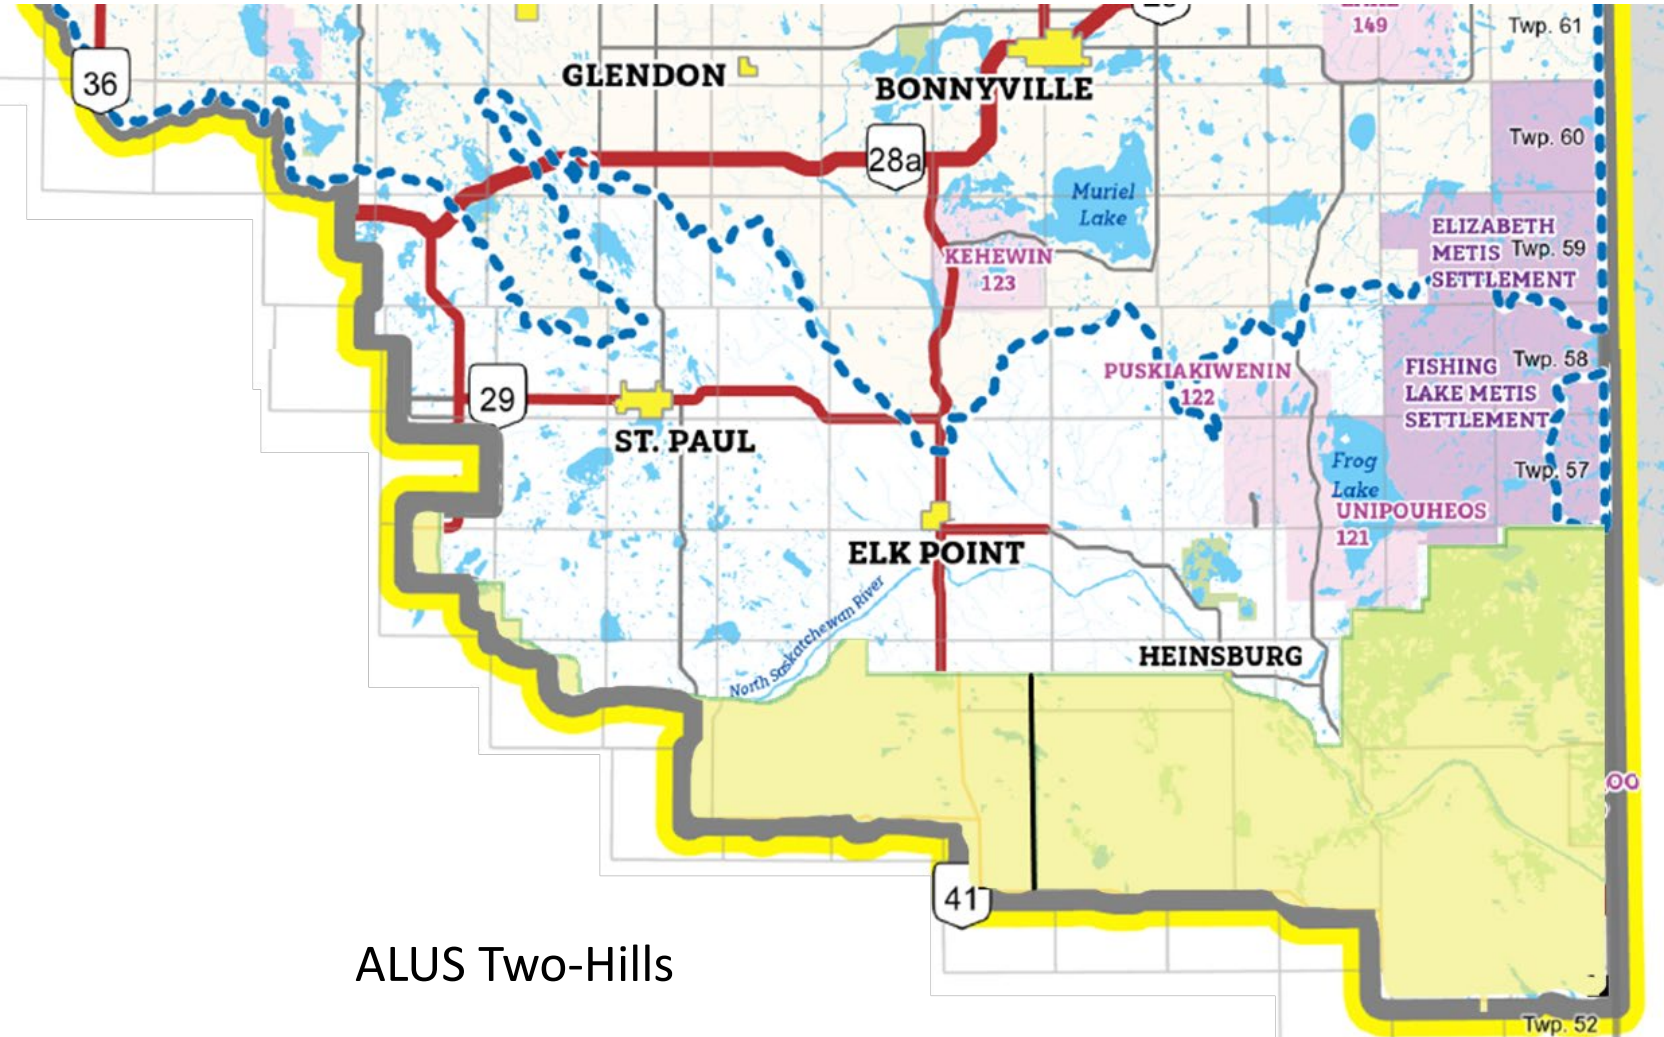 149
Twp. 61
36
GLENDON
BONNYVILLE
Twp. 60
28a
Muriel
Lake
ELIZABETH
METIS
Twp. 59
SETTLEMENT
KEHEWIN
123
Twp. 58
FISHING
LAKE METIS
SETTLEMENT
PUSKIAKIWENIN
122
29
ST. PAUL
Frog
Lake
Twp. 57
UNIPOUHEOS
121
ELK POINT
North Saskatchewan River
HEINSBURG
OO
41
ALUS Two-Hills
Twp. 52